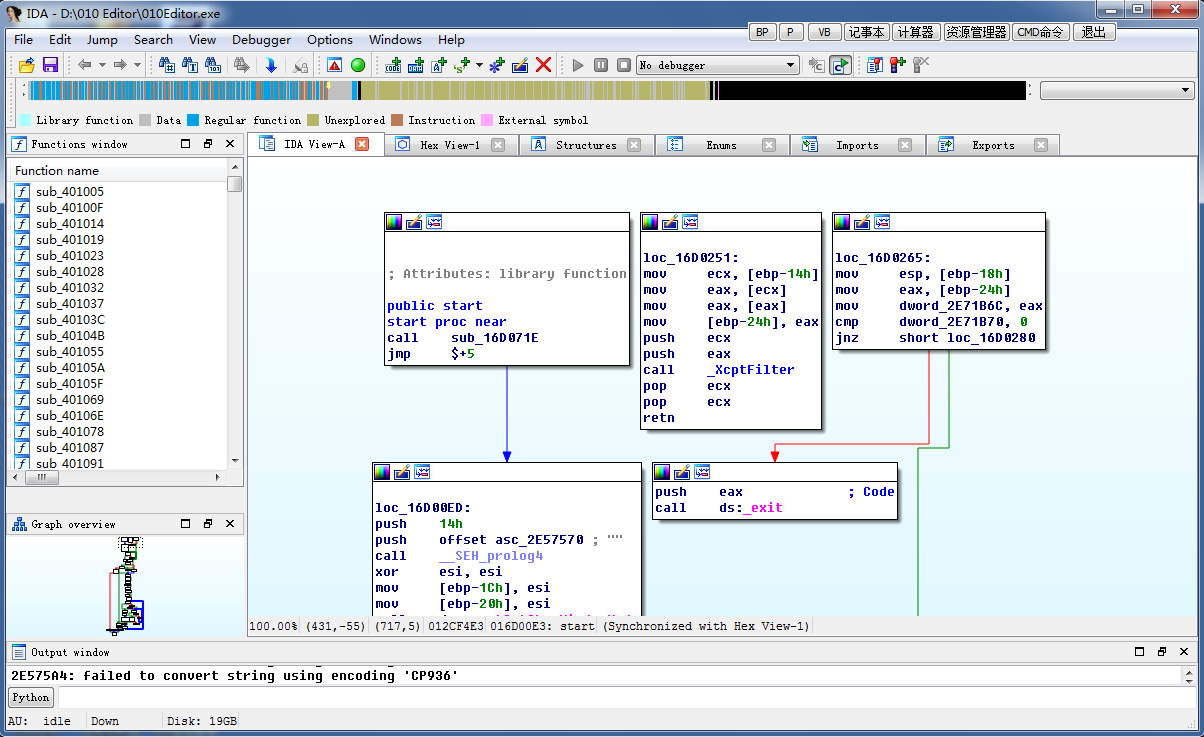 IDA - D:\010 Editor\010Editor.exe
File Edit Jump Search View Debugger Options Windows Help
BP P VB 记事本 计算器 资源管理器 CMD命令 退出
No debugger
Library function Data Regular function Unexplored Instruction External symbol
Functions window
IDA View-A Hex View-1 Structures Enums Imports Exports
Function name
sub_401005
sub_40100F
sub_401014
sub_401019
sub_401023
sub_401028
sub_401032
sub_401037
sub_40103C
sub_40104B
sub_401055
sub_40105A
sub_40105F
sub_401069
sub_40106E
sub_401078
sub_401087
sub_401091
Graph overview
; Attributes: library function
public start
start proc near
call sub_16D071E
jmp $+5
loc_16D0251:
mov ecx, [ebp-14h]
mov eax, [ecx]
mov eax, [eax]
mov [ebp-24h], eax
push ecx
push eax
call _XcptFilter
pop ecx
pop ecx
retn
loc_16D0265:
mov esp, [ebp-18h]
mov eax, [ebp-24h]
mov dword_2E71B6C, eax
cmp dword_2E71B70, 0
jnz short loc_16D0280
loc_16D00ED:
push 14h
push offset asc_2E57570 ; ""
call __SEH_prolog4
xor esi, esi
mov [ebp-1Ch], esi
mov [ebp-20h], esi
push eax ; Code
call ds:_exit
100.00% (431,-55) (717,5) 012CF4E3 016D00E3: start (Synchronized with Hex View-1)
Output window
2E575A4: failed to convert string using encoding 'CP936'
Python
AU: idle Down Disk: 19GB